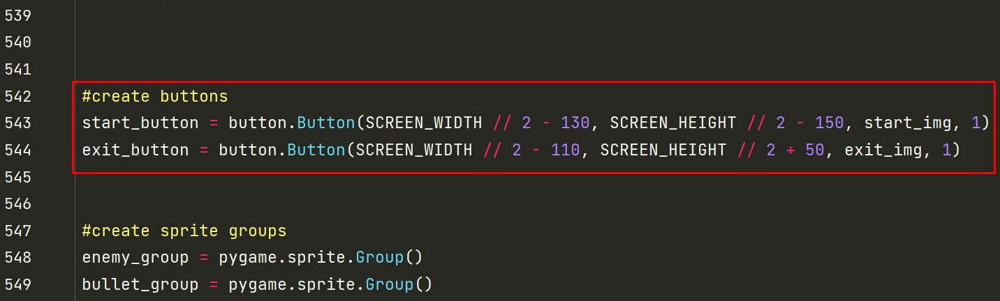 539
540
541
542 #create buttons
543 start_button = button.Button(SCREEN_WIDTH // 2 - 130, SCREEN_HEIGHT // 2 - 150, start_img, 1)
544 exit_button = button.Button(SCREEN_WIDTH // 2 - 110, SCREEN_HEIGHT // 2 + 50, exit_img, 1)
545
546
547 #create sprite groups
548 enemy_group = pygame.sprite.Group()
549 bullet_group = pygame.sprite.Group()